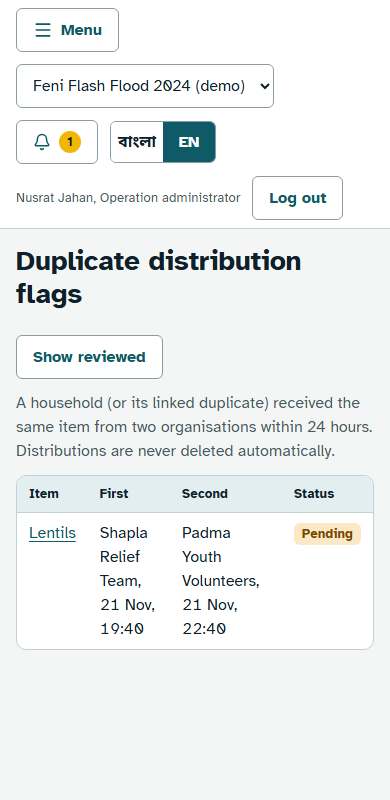 Menu
Feni Flash Flood 2024 (demo)
1
বাংলা EN
Nusrat Jahan, Operation administrator Log out
Duplicate distribution
flags
Show reviewed
A household (or its linked duplicate) received the
same item from two organisations within 24 hours.
Distributions are never deleted automatically.
Item First Second Status
Lentils Shapla Padma Pending
Relief Youth
Team, Volunteers,
21 Nov, 21 Nov,
19:40 22:40